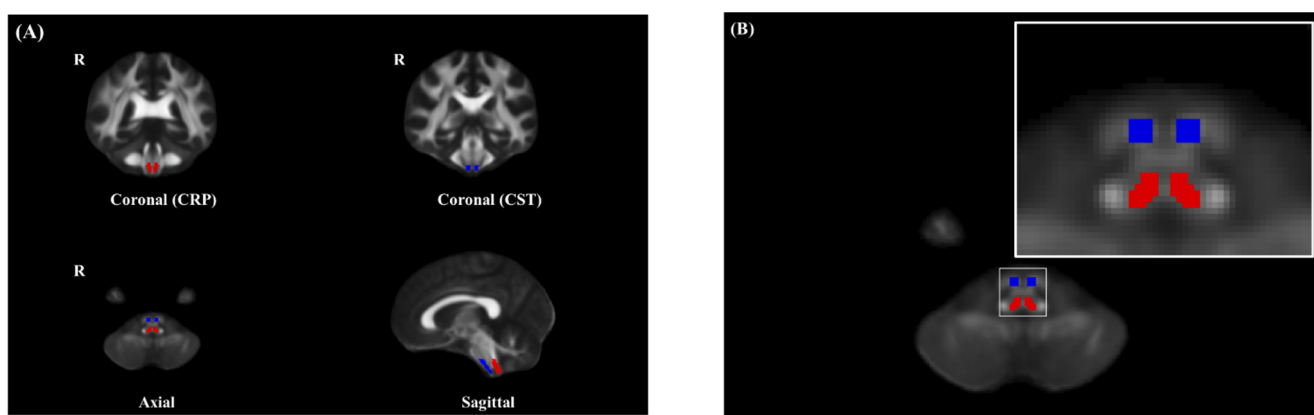 (A)
R
R
Coronal (CRP)
Coronal (CST)
R
Axial
Sagittal
(B)